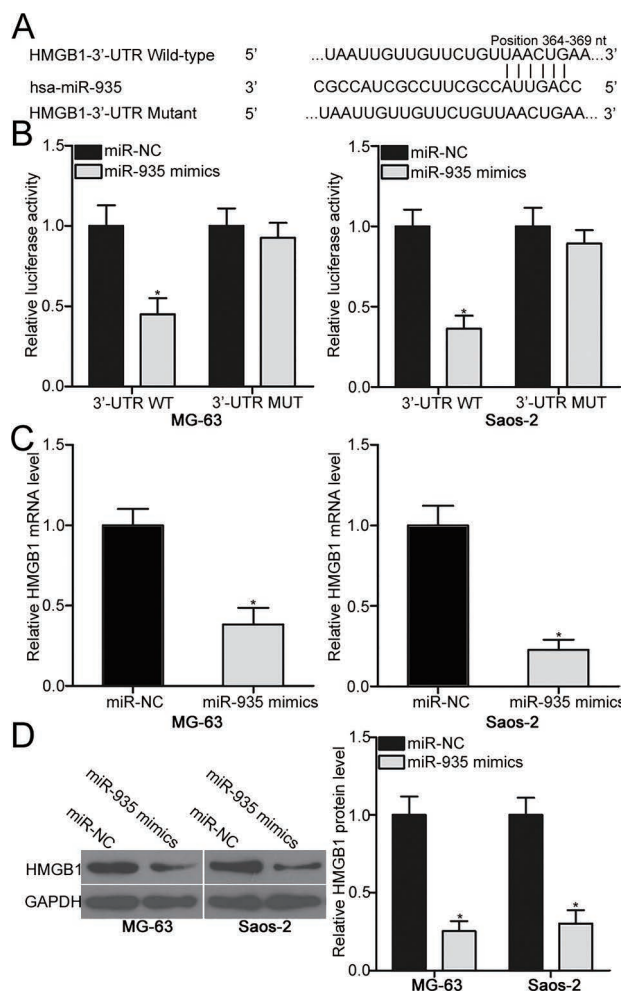 A
Position 364-369 nt
HMGB1-3’-UTR Wild-type 5’ ...UAAUUGUUGUUCUGUUAACUGAA...3’
hsa-miR-935 3’ CGCCAUCGCCUUCGCCAUUGACC 5’
HMGB1-3’-UTR Mutant 5’ ...UAAUUGUUGUUCUGUUAACUGAA... 3’
B
Relative luciferase activity
1.5
1.0
0.5
0.0
miR-NC
miR-935 mimics
*
3’-UTR WT 3’-UTR MUT
MG-63
Relative luciferase activity
1.5
1.0
0.5
0.0
miR-NC
miR-935 mimics
*
3’-UTR WT 3’-UTR MUT
Saos-2
C
Relative HMGB1 mRNA level
1.5
1.0
0.5
0.0
*
miR-NC miR-935 mimics
MG-63
Relative HMGB1 mRNA level
1.5
1.0
0.5
0.0
*
miR-NC miR-935 mimics
Saos-2
D
miR-NC
miR-935 mimics
miR-NC
miR-935 mimics
HMGB1
GAPDH
MG-63 Saos-2
Relative HMGB1 protein level
1.5
1.0
0.5
0.0
miR-NC
miR-935 mimics
*
*
MG-63 Saos-2